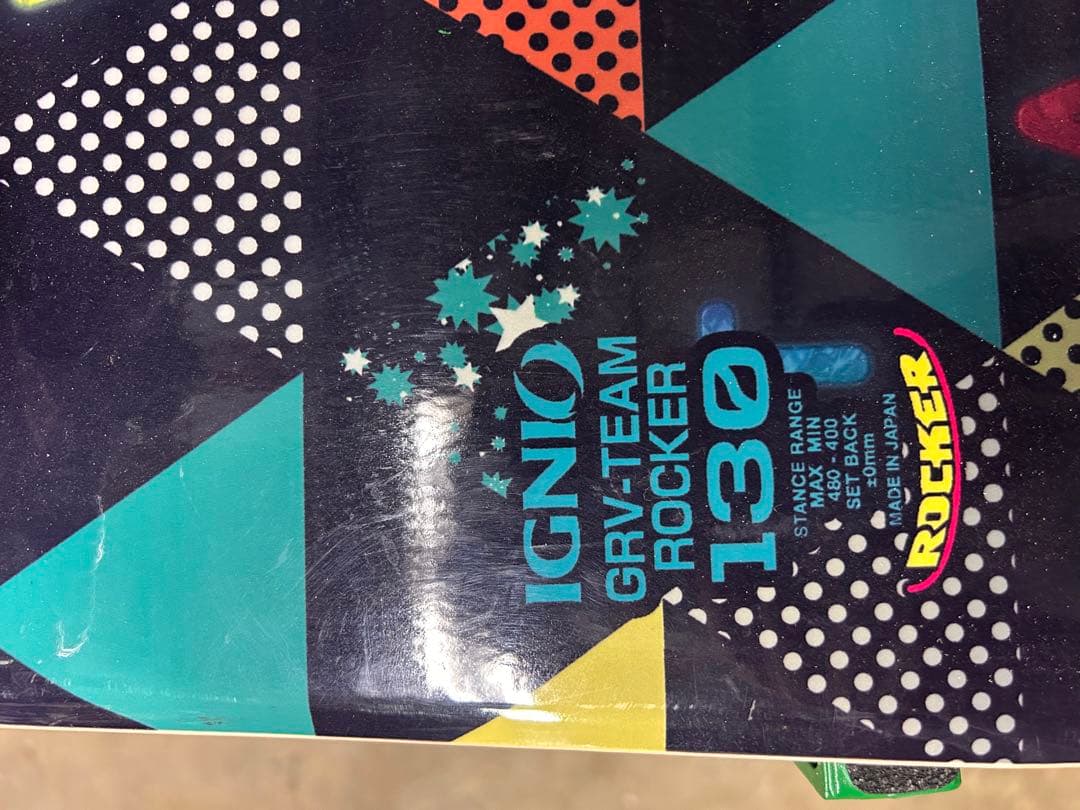 IGNIO
GRV-TEAM
ROCKER
130
STANCE RANGE
MAX MIN
480 - 400
SET BACK
±0mm
MADE IN JAPAN
ROCKER